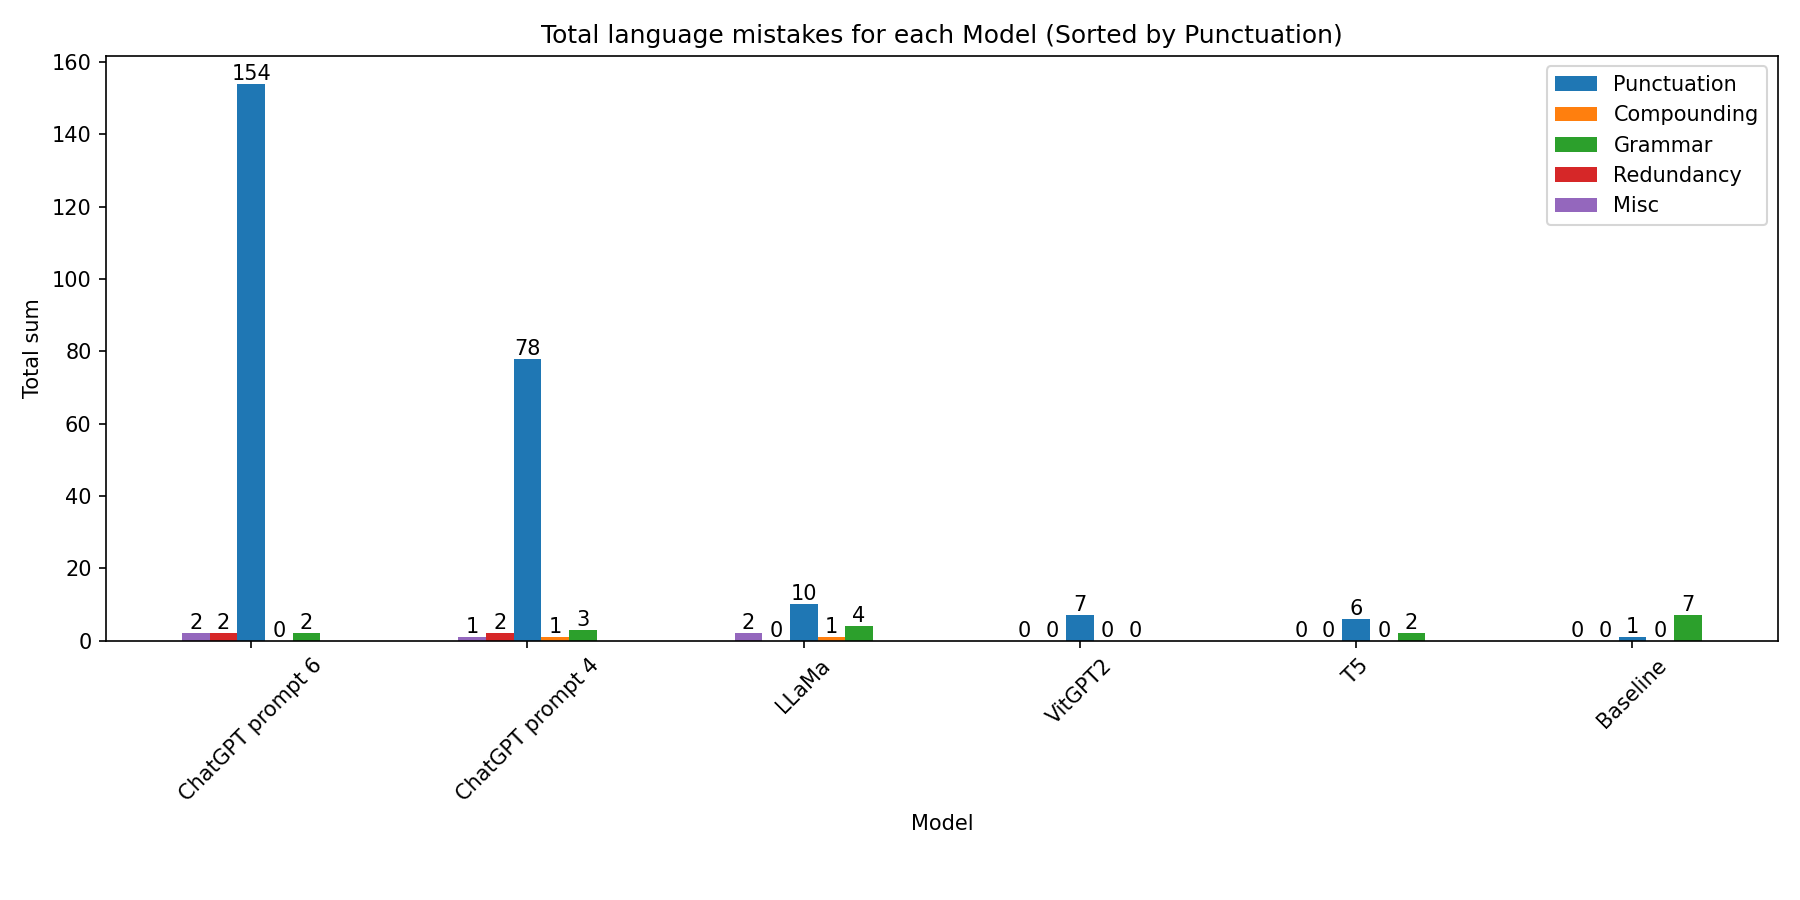 Total language mistakes for each Model (Sorted by Punctuation)
Punctuation
Compounding
Grammar
Redundancy
Misc
Total sum
160
140
120
100
80
60
40
20
0
2 2 154 0 2
1 2 78 1 3
2 0 10 1 4
0 0 7 0 0
0 0 6 0 2
0 0 1 0 7
ChatGPT prompt 6
ChatGPT prompt 4
LLaMa
VitGPT2
T5
Baseline
Model